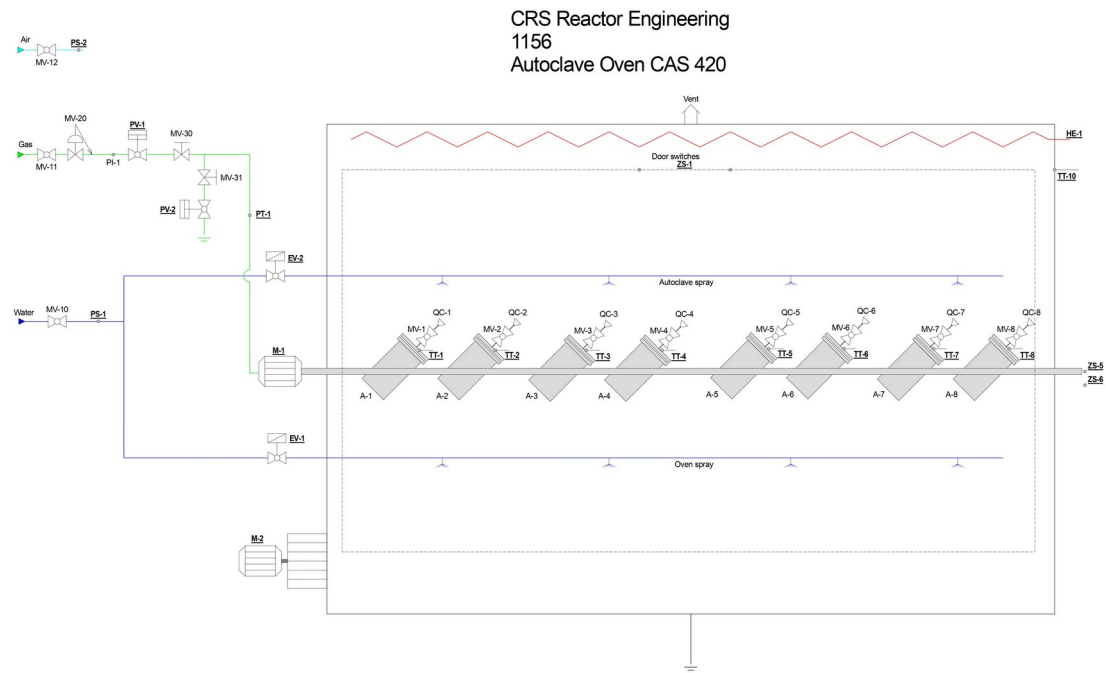 CRS Reactor Engineering
1156
Autoclave Oven CAS 420
Air
PS-2
MV-12
Vent
MV-20
PV-1
MV-30
HE-1
Gas
MV-11
PI-1
Door switches
ZS-1
MV-31
TT-10
PV-2
PT-1
EV-2
Autoclave spray
Water
MV-10
PS-1
QC-1
QC-2
QC-3
QC-4
QC-5
QC-6
QC-7
QC-8
MV-1
MV-2
MV-3
MV-4
MV-5
MV-6
MV-7
MV-8
M-1
TT-1
TT-2
TT-3
TT-4
TT-5
TT-6
TT-7
TT-8
ZS-5
ZS-6
A-1
A-2
A-3
A-4
A-5
A-6
A-7
A-8
EV-1
Oven spray
M-2